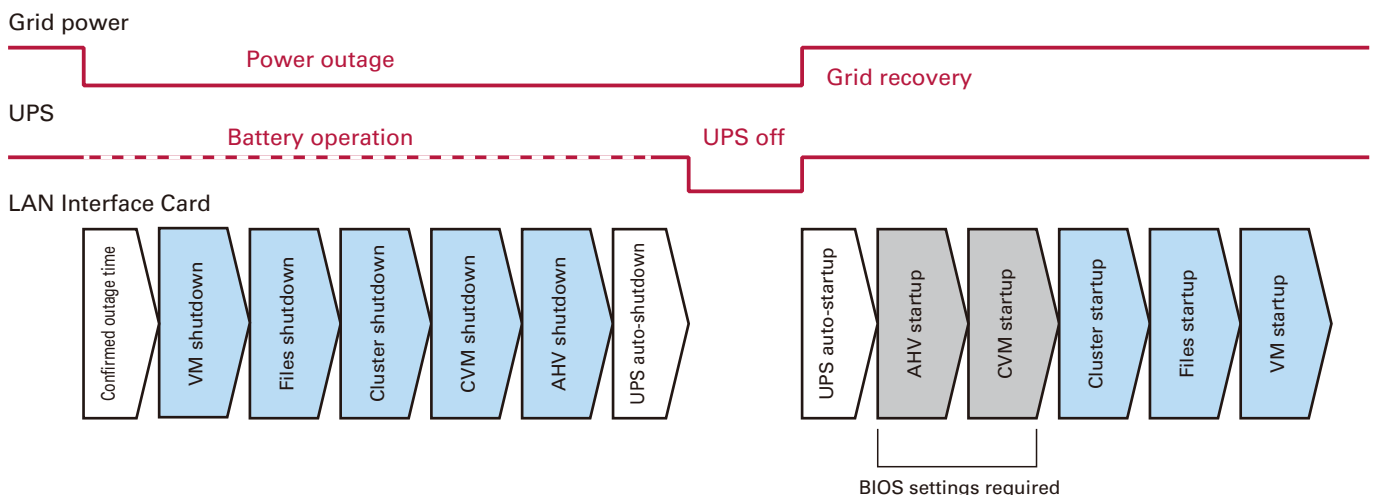 Grid power
Power outage
Grid recovery
UPS
Battery operation
UPS off
LAN Interface Card
Confirmed outage time
VM shutdown
Files shutdown
Cluster shutdown
CVM shutdown
AHV shutdown
UPS auto-shutdown
UPS auto-startup
AHV startup
CVM startup
Cluster startup
Files startup
VM startup
BIOS settings required